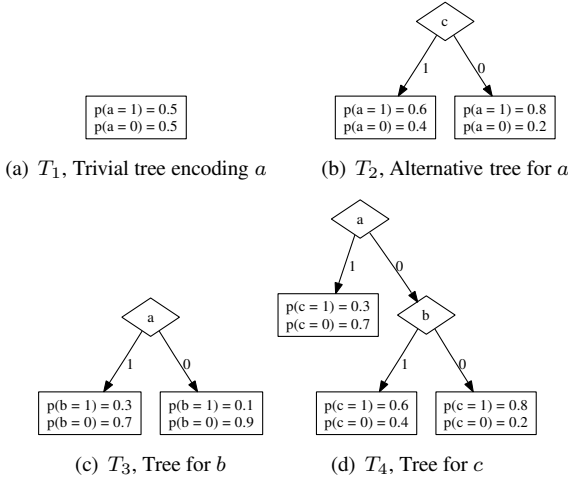 c
1
0
p(a = 1) = 0.5
p(a = 0) = 0.5
p(a = 1) = 0.6
p(a = 0) = 0.4
p(a = 1) = 0.8
p(a = 0) = 0.2
(a) T₁, Trivial tree encoding a
(b) T₂, Alternative tree for a
a
1
0
p(b = 1) = 0.3
p(b = 0) = 0.7
p(b = 1) = 0.1
p(b = 0) = 0.9
(c) T₃, Tree for b
a
1
0
p(c = 1) = 0.3
p(c = 0) = 0.7
b
1
0
p(c = 1) = 0.6
p(c = 0) = 0.4
p(c = 1) = 0.8
p(c = 0) = 0.2
(d) T₄, Tree for c